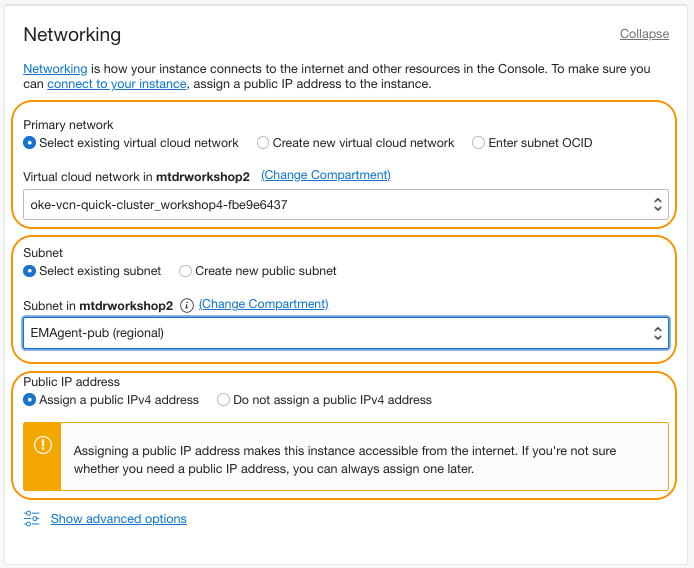 Networking
Collapse
Networking is how your instance connects to the internet and other resources in the Console. To make sure you
can connect to your instance, assign a public IP address to the instance.
Primary network
Select existing virtual cloud network
Create new virtual cloud network
Enter subnet OCID
Virtual cloud network in mtdrworkshop2 (Change Compartment)
oke-vcn-quick-cluster_workshop4-fbe9e6437
Subnet
Select existing subnet
Create new public subnet
Subnet in mtdrworkshop2 i (Change Compartment)
EMAgent-pub (regional)
Public IP address
Assign a public IPv4 address
Do not assign a public IPv4 address
Assigning a public IP address makes this instance accessible from the internet. If you're not sure
whether you need a public IP address, you can always assign one later.
Show advanced options